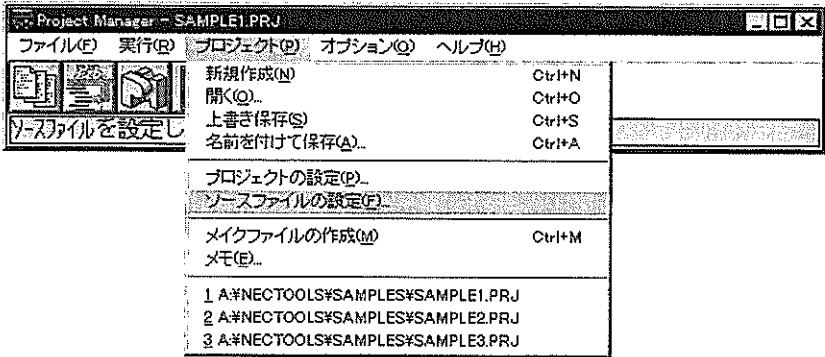 Project Manager - SAMPLE1.PRJ
ファイル(F) 実行(R) プロジェクト(P) オプション(O) ヘルプ(H)
新規作成(N) Ctrl+N
開く(O)... Ctrl+O
上書き保存(S) Ctrl+S
名前を付けて保存(A)... Ctrl+A
プロジェクトの設定(P)...
ソースファイルの設定(F)...
メイクファイルの作成(M) Ctrl+M
メモ(E)...
1 A:¥NECTOOLS¥SAMPLES¥SAMPLE1.PRJ
2 A:¥NECTOOLS¥SAMPLES¥SAMPLE2.PRJ
3 A:¥NECTOOLS¥SAMPLES¥SAMPLE3.PRJ
ソースファイルを設定し